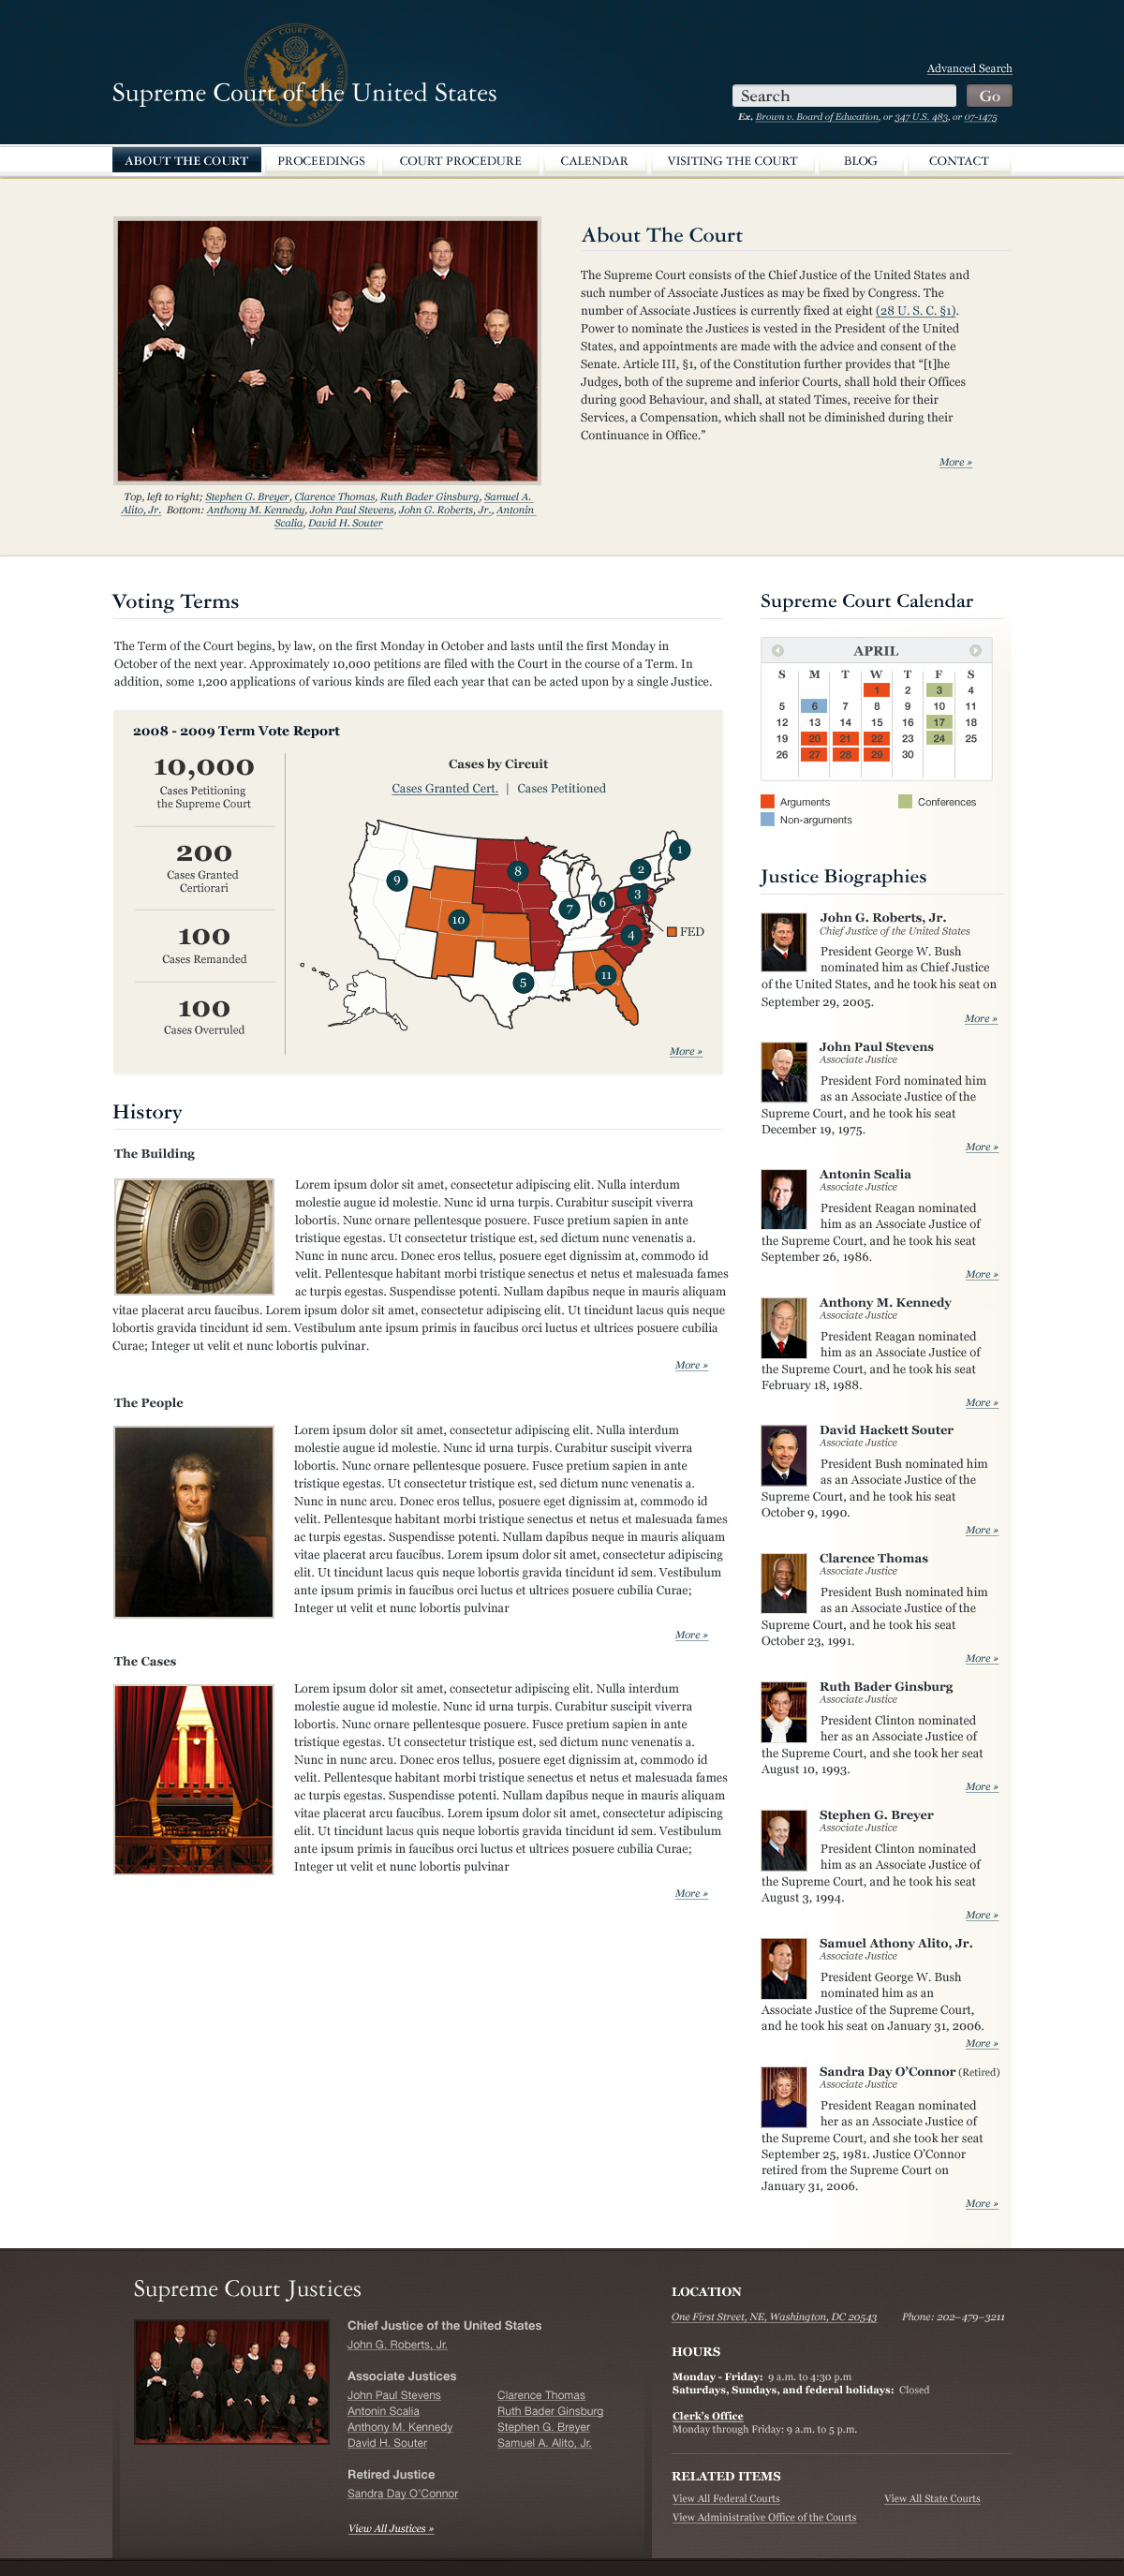 Supreme Court of the United States
Advanced Search
Search
Go
Ex. Brown v. Board of Education, or 347 U.S. 483, or 07-1475
ABOUT THE COURT
PROCEEDINGS
COURT PROCEDURE
CALENDAR
VISITING THE COURT
BLOG
CONTACT
Top, left to right; Stephen G. Breyer, Clarence Thomas, Ruth Bader Ginsburg, Samuel A.
Alito, Jr. Bottom: Anthony M. Kennedy, John Paul Stevens, John G. Roberts, Jr., Antonin
Scalia, David H. Souter
About The Court
The Supreme Court consists of the Chief Justice of the United States and
such number of Associate Justices as may be fixed by Congress. The
number of Associate Justices is currently fixed at eight (28 U. S. C. §1).
Power to nominate the Justices is vested in the President of the United
States, and appointments are made with the advice and consent of the
Senate. Article III, §1, of the Constitution further provides that “[t]he
Judges, both of the supreme and inferior Courts, shall hold their Offices
during good Behaviour, and shall, at stated Times, receive for their
Services, a Compensation, which shall not be diminished during their
Continuance in Office.”
More »
Voting Terms
The Term of the Court begins, by law, on the first Monday in October and lasts until the first Monday in
October of the next year. Approximately 10,000 petitions are filed with the Court in the course of a Term. In
addition, some 1,200 applications of various kinds are filed each year that can be acted upon by a single Justice.
2008 - 2009 Term Vote Report
10,000
Cases Petitioning
the Supreme Court
200
Cases Granted
Certiorari
100
Cases Remanded
100
Cases Overruled
Cases by Circuit
Cases Granted Cert. | Cases Petitioned
1
2
3
4
5
6
7
8
9
10
11
FED
More »
History
The Building
Lorem ipsum dolor sit amet, consectetur adipiscing elit. Nulla interdum
molestie augue id molestie. Nunc id urna turpis. Curabitur suscipit viverra
lobortis. Nunc ornare pellentesque posuere. Fusce pretium sapien in ante
tristique egestas. Ut consectetur tristique est, sed dictum nunc venenatis a.
Nunc in nunc arcu. Donec eros tellus, posuere eget dignissim at, commodo id
velit. Pellentesque habitant morbi tristique senectus et netus et malesuada fames
ac turpis egestas. Suspendisse potenti. Nullam dapibus neque in mauris aliquam
vitae placerat arcu faucibus. Lorem ipsum dolor sit amet, consectetur adipiscing elit. Ut tincidunt lacus quis neque
lobortis gravida tincidunt id sem. Vestibulum ante ipsum primis in faucibus orci luctus et ultrices posuere cubilia
Curae; Integer ut velit et nunc lobortis pulvinar.
More »
The People
Lorem ipsum dolor sit amet, consectetur adipiscing elit. Nulla interdum
molestie augue id molestie. Nunc id urna turpis. Curabitur suscipit viverra
lobortis. Nunc ornare pellentesque posuere. Fusce pretium sapien in ante
tristique egestas. Ut consectetur tristique est, sed dictum nunc venenatis a.
Nunc in nunc arcu. Donec eros tellus, posuere eget dignissim at, commodo id
velit. Pellentesque habitant morbi tristique senectus et netus et malesuada fames
ac turpis egestas. Suspendisse potenti. Nullam dapibus neque in mauris aliquam
vitae placerat arcu faucibus. Lorem ipsum dolor sit amet, consectetur adipiscing
elit. Ut tincidunt lacus quis neque lobortis gravida tincidunt id sem. Vestibulum
ante ipsum primis in faucibus orci luctus et ultrices posuere cubilia Curae;
Integer ut velit et nunc lobortis pulvinar
More »
The Cases
Lorem ipsum dolor sit amet, consectetur adipiscing elit. Nulla interdum
molestie augue id molestie. Nunc id urna turpis. Curabitur suscipit viverra
lobortis. Nunc ornare pellentesque posuere. Fusce pretium sapien in ante
tristique egestas. Ut consectetur tristique est, sed dictum nunc venenatis a.
Nunc in nunc arcu. Donec eros tellus, posuere eget dignissim at, commodo id
velit. Pellentesque habitant morbi tristique senectus et netus et malesuada fames
ac turpis egestas. Suspendisse potenti. Nullam dapibus neque in mauris aliquam
vitae placerat arcu faucibus. Lorem ipsum dolor sit amet, consectetur adipiscing
elit. Ut tincidunt lacus quis neque lobortis gravida tincidunt id sem. Vestibulum
ante ipsum primis in faucibus orci luctus et ultrices posuere cubilia Curae;
Integer ut velit et nunc lobortis pulvinar
More »
Supreme Court Calendar
APRIL
S M T W T F S
1 2 3 4
5 6 7 8 9 10 11
12 13 14 15 16 17 18
19 20 21 22 23 24 25
26 27 28 29 30
Arguments
Conferences
Non-arguments
Justice Biographies
John G. Roberts, Jr.
Chief Justice of the United States
President George W. Bush
nominated him as Chief Justice
of the United States, and he took his seat on
September 29, 2005.
More »
John Paul Stevens
Associate Justice
President Ford nominated him
as an Associate Justice of the
Supreme Court, and he took his seat
December 19, 1975.
More »
Antonin Scalia
Associate Justice
President Reagan nominated
him as an Associate Justice of
the Supreme Court, and he took his seat
September 26, 1986.
More »
Anthony M. Kennedy
Associate Justice
President Reagan nominated
him as an Associate Justice of
the Supreme Court, and he took his seat
February 18, 1988.
More »
David Hackett Souter
Associate Justice
President Bush nominated him
as an Associate Justice of the
Supreme Court, and he took his seat
October 9, 1990.
More »
Clarence Thomas
Associate Justice
President Bush nominated him
as an Associate Justice of the
Supreme Court, and he took his seat
October 23, 1991.
More »
Ruth Bader Ginsburg
Associate Justice
President Clinton nominated
her as an Associate Justice of
the Supreme Court, and she took her seat
August 10, 1993.
More »
Stephen G. Breyer
Associate Justice
President Clinton nominated
him as an Associate Justice of
the Supreme Court, and he took his seat
August 3, 1994.
More »
Samuel Athony Alito, Jr.
Associate Justice
President George W. Bush
nominated him as an
Associate Justice of the Supreme Court,
and he took his seat on January 31, 2006.
More »
Sandra Day O’Connor (Retired)
Associate Justice
President Reagan nominated
her as an Associate Justice of
the Supreme Court, and she took her seat
September 25, 1981. Justice O’Connor
retired from the Supreme Court on
January 31, 2006.
More »
Supreme Court Justices
Chief Justice of the United States
John G. Roberts, Jr.
Associate Justices
John Paul Stevens
Antonin Scalia
Anthony M. Kennedy
David H. Souter
Clarence Thomas
Ruth Bader Ginsburg
Stephen G. Breyer
Samuel A. Alito, Jr.
Retired Justice
Sandra Day O’Connor
View All Justices »
LOCATION
One First Street, NE, Washington, DC 20543
Phone: 202–479–3211
HOURS
Monday - Friday: 9 a.m. to 4:30 p.m
Saturdays, Sundays, and federal holidays: Closed
Clerk’s Office
Monday through Friday: 9 a.m. to 5 p.m.
RELATED ITEMS
View All Federal Courts
View All State Courts
View Administrative Office of the Courts